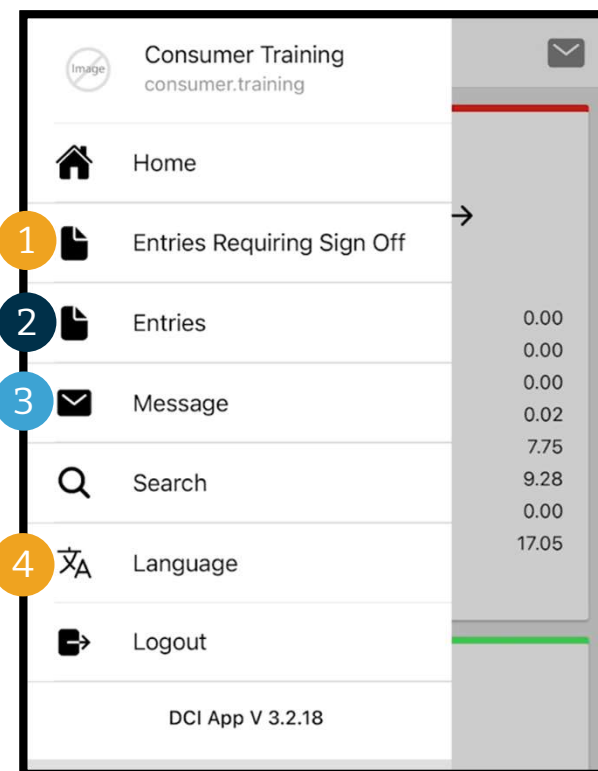 Image
Consumer Training
consumer.training
Home
1
Entries Requiring Sign Off
2
Entries
3
Message
Search
4
文A
Language
Logout
DCI App V 3.2.18
0.00
0.00
0.00
0.02
7.75
9.28
0.00
17.05